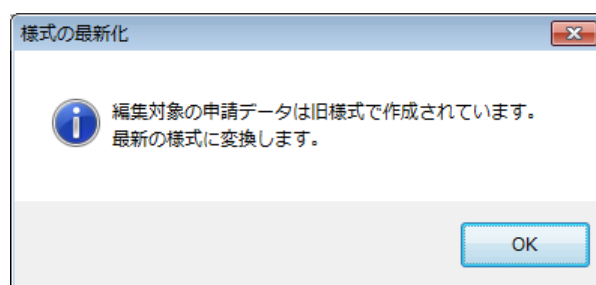 様式の最新化
編集対象の申請データは旧様式で作成されています。
最新の様式に変換します。
OK